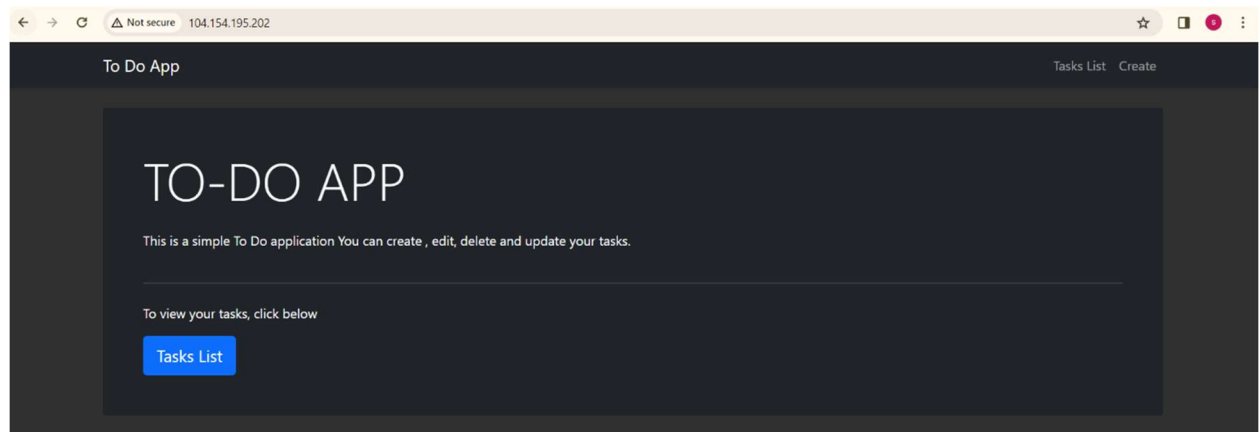 Not secure 104.154.195.202
S
To Do App Tasks List Create
TO-DO APP
This is a simple To Do application You can create , edit, delete and update your tasks.
To view your tasks, click below
Tasks List